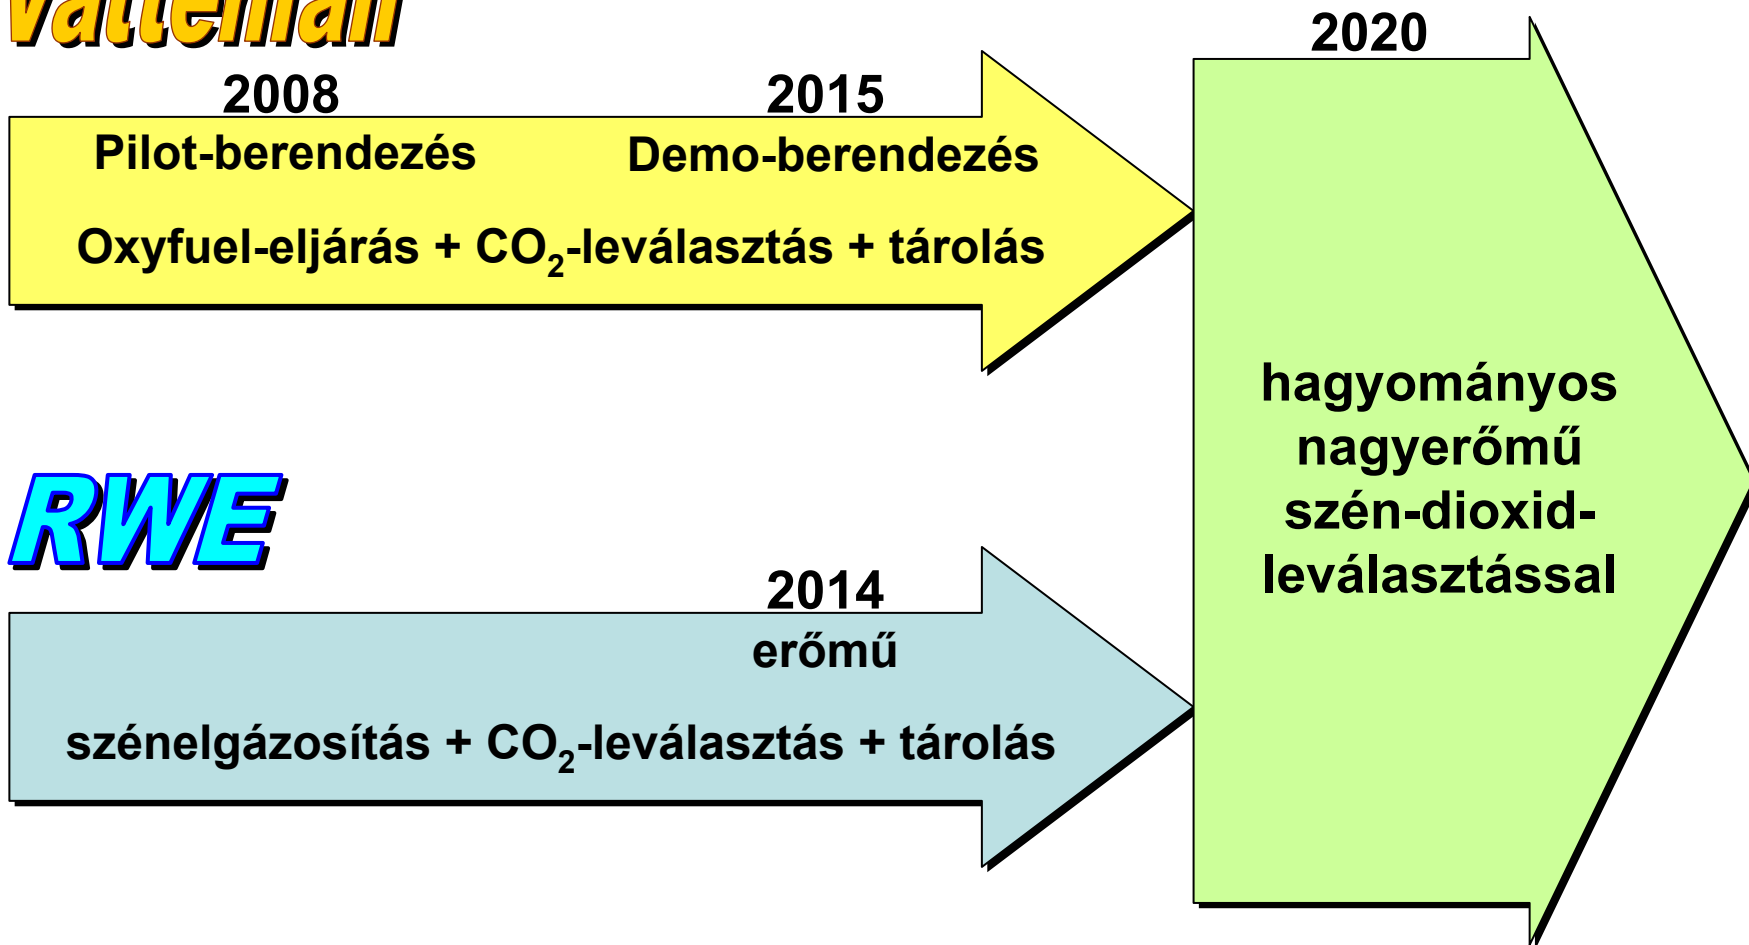 Vattenfall
2008
2015
2020
Pilot-berendezés
Demo-berendezés
Oxyfuel-eljárás + CO₂-leválasztás + tárolás
hagyományos
nagyerőmű
szén-dioxid-
leválasztással
RWE
2014
erőmű
szénelgázosítás + CO₂-leválasztás + tárolás